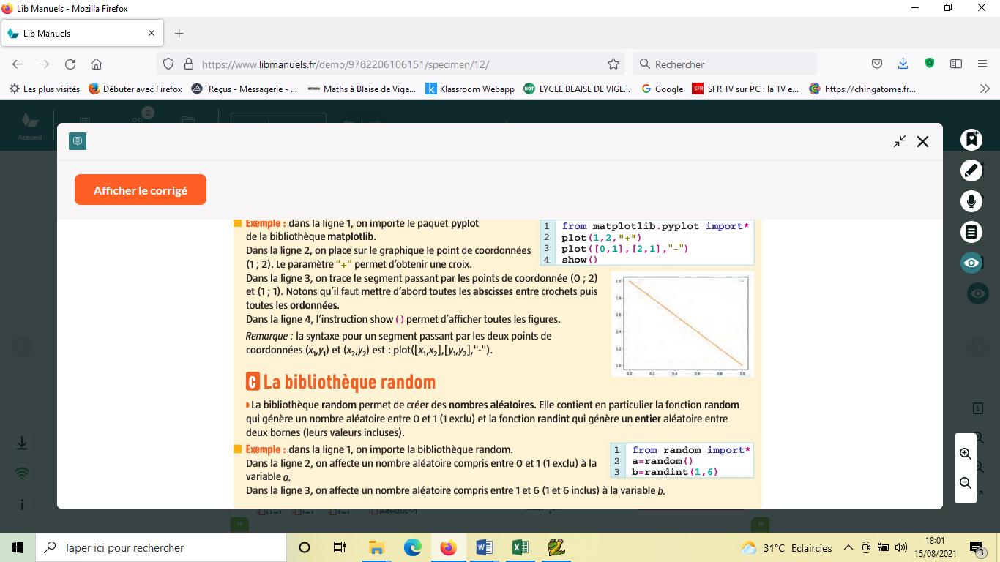 Lib Manuels - Mozilla Firefox
Lib Manuels
https://www.libmanuels.fr/demo/9782206106151/specimen/12/
Rechercher
Les plus visités
Débuter avec Firefox
Reçus - Messagerie - ...
Maths à Blaise de Vige...
Klassroom Webapp
LYCEE BLAISE DE VIGE...
Google
SFR TV sur PC : la TV e...
https://chingatome.fr...
2
Accueil
Afficher le corrigé
Exemple : dans la ligne 1, on importe le paquet pyplot
de la bibliothèque matplotlib.
Dans la ligne 2, on place sur le graphique le point de coordonnées
(1 ; 2). Le paramètre "+" permet d'obtenir une croix.
Dans la ligne 3, on trace le segment passant par les points de coordonnée (0 ; 2)
et (1 ; 1). Notons qu'il faut mettre d'abord toutes les abscisses entre crochets puis
toutes les ordonnées.
Dans la ligne 4, l'instruction show () permet d'afficher toutes les figures.
Remarque : la syntaxe pour un segment passant par les deux points de
coordonnées (x1,y1) et (x2,y2) est : plot([x1,x2],[y1,y2],"-").
1 from matplotlib.pyplot import*
2 plot(1,2,"+")
3 plot([0,1],[2,1],"-")
4 show()
2.0
1.8
1.6
1.4
1.2
1.0
0.0 0.2 0.4 0.6 0.8 1.0
C La bibliothèque random
La bibliothèque random permet de créer des nombres aléatoires. Elle contient en particulier la fonction random
qui génère un nombre aléatoire entre 0 et 1 (1 exclu) et la fonction randint qui génère un entier aléatoire entre
deux bornes (leurs valeurs incluses).
Exemple : dans la ligne 1, on importe la bibliothèque random.
Dans la ligne 2, on affecte un nombre aléatoire compris entre 0 et 1 (1 exclu) à la
variable a.
Dans la ligne 3, on affecte un nombre aléatoire compris entre 1 et 6 (1 et 6 inclus) à la variable b.
1 from random import*
2 a=random()
3 b=randint(1,6)
12
12
1
Taper ici pour rechercher
31°C Eclaircies
18:01
15/08/2021
3